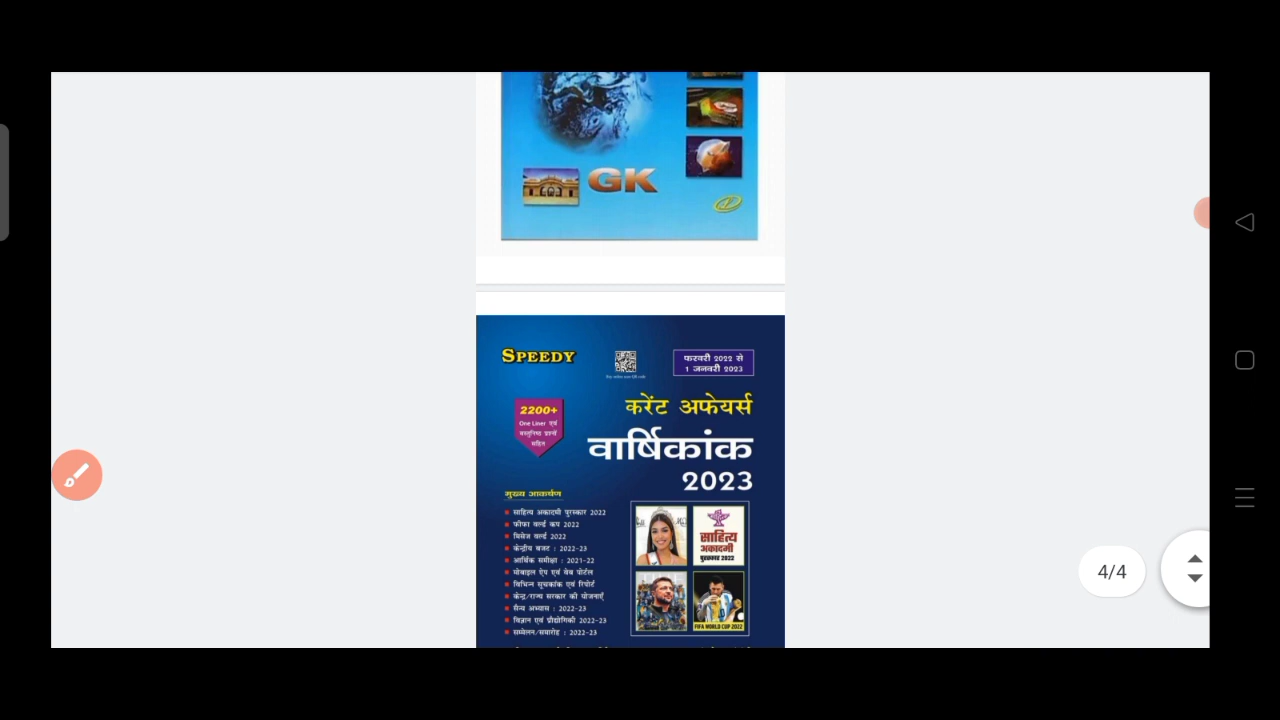 GK
SPEEDY
फरवरी 2022 से
1 जनवरी 2023
2200+
One Liner एवं
वस्तुनिष्ठ प्रश्नों
सहित
करेंट अफेयर्स
वार्षिकांक
2023
मुख्य आकर्षण
साहित्य अकादमी पुरस्कार 2022
फीफा वर्ल्ड कप 2022
मिसेज वर्ल्ड 2022
केन्द्रीय बजट : 2022-23
आर्थिक समीक्षा : 2021-22
मोबाइल ऐप एवं वेब पोर्टल
विभिन्न सूचकांक एवं रिपोर्ट
केन्द्र/राज्य सरकार की योजनाएँ
सैन्य अभ्यास : 2022-23
विज्ञान एवं प्रौद्योगिकी 2022-23
सम्मेलन/समारोह : 2022-23
साहित्य
अकादमी
पुरस्कार 2022
FIFA WORLD CUP 2022
4/4